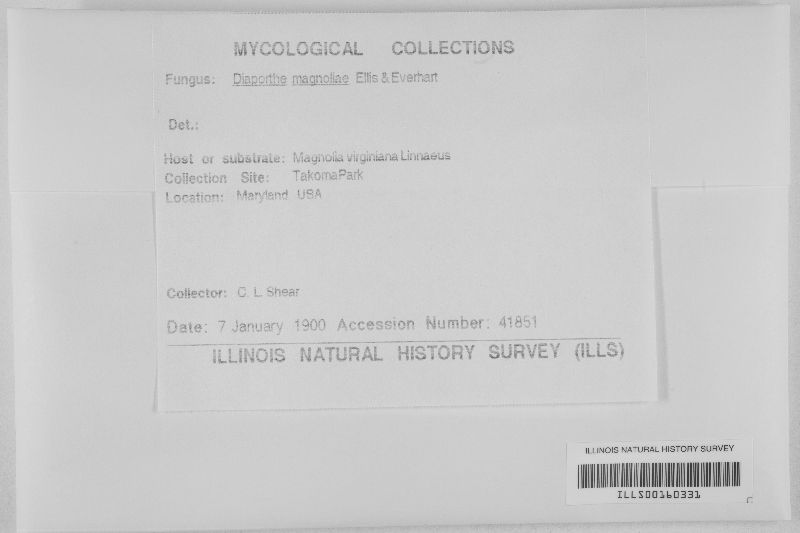 MYCOLOGICAL COLLECTIONS
Fungus: Diaporthe magnoliae Ellis & Everhart
Det.:
Host or substrate: Magnolia virginiana Linnaeus
Collection Site: Takoma Park
Location: Maryland USA
Collector: C. L. Shear
Date: 7 January 1900 Accession Number: 41851
ILLINOIS NATURAL HISTORY SURVEY (ILLS)
ILLINOIS NATURAL HISTORY SURVEY
ILLS00160331